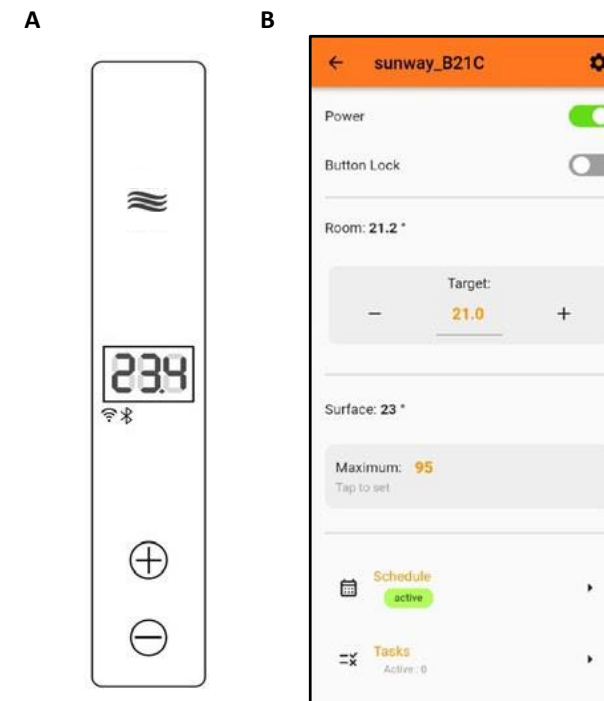 A
B
23.4
sunway_B21C
Power
Button Lock
Room: 21.2 °
Target:
− 21.0 +
Surface: 23 °
Maximum: 95
Tap to set
Schedule
active
Tasks
Active: 0